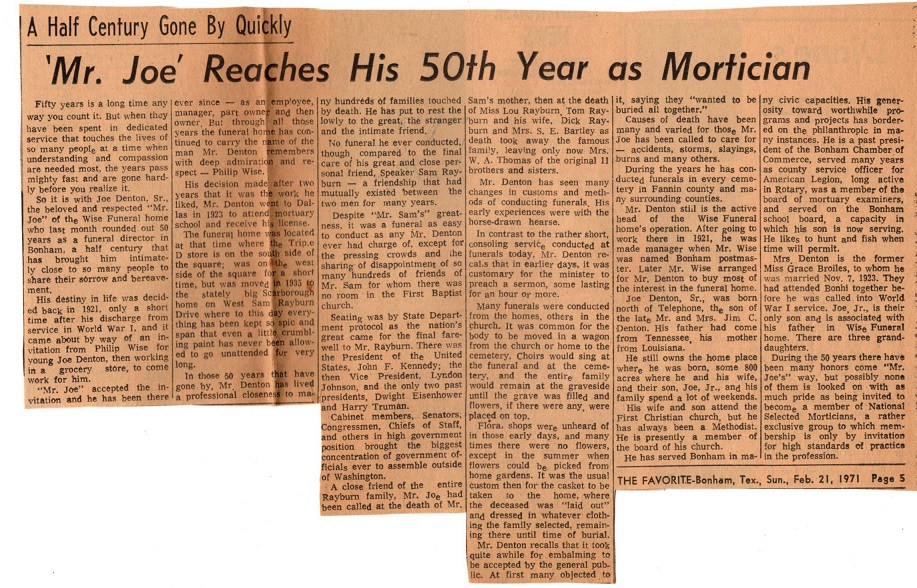 A Half Century Gone By Quickly
'Mr. Joe' Reaches His 50th Year as Mortician
Fifty years is a long time any
way you count it. But when they
have been spent in dedicated
service that touches the lives of
so many people at a time when
understanding and compassion
are needed most, the years pass
mighty fast and are gone hard-
ly before you realize it.
So it is with Joe Denton, Sr.,
the beloved and respected "Mr.
Joe" of the Wise Funeral home
who last month rounded out 50
years as a funeral director in
Bonham, a half century that
has brought him intimate-
ly close to so many people to
share their sorrow and bereave-
ment.
His destiny in life was decid-
ed back in 1921, only a short
time after his discharge from
service in World War I, and it
came about by way of an in-
vitation from Philip Wise for
young Joe Denton, then working
in a grocery store, to come
work for him.
"Mr. Joe" accepted the in-
vitation and he has been there
ever since — as an employee,
manager, part owner and then
owner. But through all those
years the funeral home has con-
tinued to carry the name of the
man Mr. Denton remembers
with deep admiration and re-
spect — Philip Wise.
His decision made after two
years that it was the work he
liked, Mr. Denton went to Dal-
las in 1923 to attend mortuary
school and receive his license.
The funeral home was located
at that time where the Triple
D store is on the south side of
the square, was on the west
side of the square for a short
time, but was moved in 1935 to
the stately big Scarborough
home on West Sam Rayburn
Drive where to this day every
thing has been kept so spic and
span that even a little crumbl-
ing paint has never been allow-
ed to go unattended for very
long.
In those 50 years that have
gone by, Mr. Denton has lived
a professional closeness to ma-
ny hundreds of families touched
by death. He has put to rest the
lowly to the great, the stranger
and the intimate friend.
No funeral he ever conducted,
though, compared to the final
one of his great and close per-
sonal friend, Speaker Sam Ray-
burn — a friendship that had
mutually existed between the
two men for many years.
Despite "Mr. Sam's" great-
ness, it was a funeral as easy
to conduct as any Mr. Denton
ever had charge of, except for
the pressing crowds and the
sharing of disappointment of so
many hundreds of friends of
Mr. Sam for whom there was
no room in the First Baptist
church.
Seating was by State Depart-
ment protocol as the nation's
great came for the final fare-
well to Mr. Rayburn. There was
the President of the United
States, John F. Kennedy; the
then Vice President, Lyndon
Johnson, and the only two past
presidents, Dwight Eisenhower
and Harry Truman.
Cabinet members, Senators,
Congressmen, Chiefs of Staff,
and others in high government
position brought the biggest
concentration of government of-
ficials ever to assemble outside
of Washington.
A close friend of the entire
Rayburn family, Mr. Joe had
been called at the death of Mr.
Sam's mother, then at the death
of Miss Lou Rayburn, Tom Ray-
burn and his wife, Dick Ray-
burn and Mrs. S. E. Bartley as
death took away the famous
family, leaving only now Mrs.
W. A. Thomas of the original 11
brothers and sisters.
Mr. Denton has seen many
changes in customs and meth-
ods of conducting funerals. His
early experiences were with the
horse-drawn hearse.
In contrast to the rather short,
consoling service conducted at
funerals today, Mr. Denton re-
cals that in earlier days, it was
customary for the minister to
preach a sermon, some lasting
for an hour or more.
Many funerals were conducted
from the homes, others in the
church. It was common for the
body to be moved in a wagon
from the church or home to the
cemetery. Choirs would sing at
the funeral and at the ceme-
tery, and the entire family
would remain at the graveside
until the grave was filled and
flowers, if there were any, were
placed on top.
Floral shops were unheard of
in those early days, and many
times there were no flowers,
except in the summer when
flowers could be picked from
home gardens. It was the usual
custom then for the casket to be
taken to the home, where
the deceased was "laid out"
and dressed in whatever cloth-
ing the family selected, remain-
ing there until time of burial.
Mr. Denton recalls that it took
quite awhile for embalming to
be accepted by the general pub-
lic. At first many objected to
it, saying they "wanted to be
buried all together."
Causes of death have been
many and varied for those Mr.
Joe has been called to care for
— accidents, storms, slayings,
burns and many others.
During the years he has con-
ducted funerals in every ceme-
tery in Fannin county and ma-
ny surrounding counties.
Mr. Denton still is the active
head of the Wise Funeral
home's operation. After going to
work there in 1921, he was
made manager when Mr. Wise
was named Bonham postmas-
ter. Later Mr. Wise arranged
for Mr. Denton to buy most of
the interest in the funeral home.
Joe Denton, Sr., was born
north of Telephone, the son of
the late Mr. and Mrs. Jim C.
Denton. His father had come
from Tennessee, his mother
from Louisiana.
He still owns the home place
where he was born, some 800
acres where he and his wife,
and their son, Joe, Jr., and his
family spend a lot of weekends.
His wife and son attend the
First Christian church, but he
has always been a Methodist.
He is presently a member of
the board of his church.
He has served Bonham in ma-
ny civic capacities. His gener-
osity toward worthwhile pro-
grams and projects has border-
ed on the philanthropic in ma-
ny instances. He is a past presi-
dent of the Bonham Chamber of
Commerce, served many years
as county service officer for
American Legion, long active
in Rotary, was a member of the
board of mortuary examiners,
and served on the Bonham
school board, a capacity in
which his son is now serving.
He likes to hunt and fish when
time will permit.
Mrs. Denton is the former
Miss Grace Broiles, to whom he
was married Nov. 7, 1923. They
had attended Bonhi together be-
fore he was called into World
War I service. Joe, Jr., is their
only son and is associated with
his father in Wise Funeral
home. There are three grand-
daughters.
During the 50 years there have
been many honors come "Mr.
Joe's" way, but possibly none
of them is looked on with as
much pride as being invited to
become a member of National
Selected Morticians, a rather
exclusive group to which mem-
bership is only by invitation
for high standards of practice
in the profession.
THE FAVORITE-Bonham, Tex., Sun., Feb. 21, 1971 Page 5